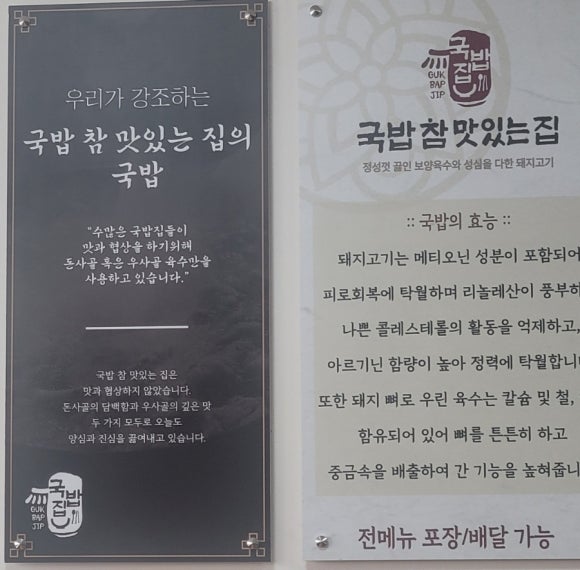 우리가 강조하는
국밥 참 맛있는 집의
국밥
"수많은 국밥집들이
맛과 협상을 하기위해
돈사골 혹은 우사골 육수만을
사용하고 있습니다."
국밥 참 맛있는 집은
맛과 협상하지 않았습니다.
돈사골의 담백함과 우사골의 깊은 맛
두 가지 모두로 오늘도
양심과 진심을 끓여내고 있습니다.
국밥집
GUK
BAP
JIP
국밥집
GUK
BAP
JIP
국밥 참 맛있는 집
정성껏 끓인 보양육수와 성심을 다한 돼지고기
:: 국밥의 효능 ::
돼지고기는 메티오닌 성분이 포함되어
피로회복에 탁월하며 리놀레산이 풍부하
나쁜 콜레스테롤의 활동을 억제하고,
아르기닌 함량이 높아 정력에 탁월합니
또한 돼지 뼈로 우린 육수는 칼슘 및 철,
함유되어 있어 뼈를 튼튼히 하고
중금속을 배출하여 간 기능을 높여줍니
전메뉴 포장/배달 가능